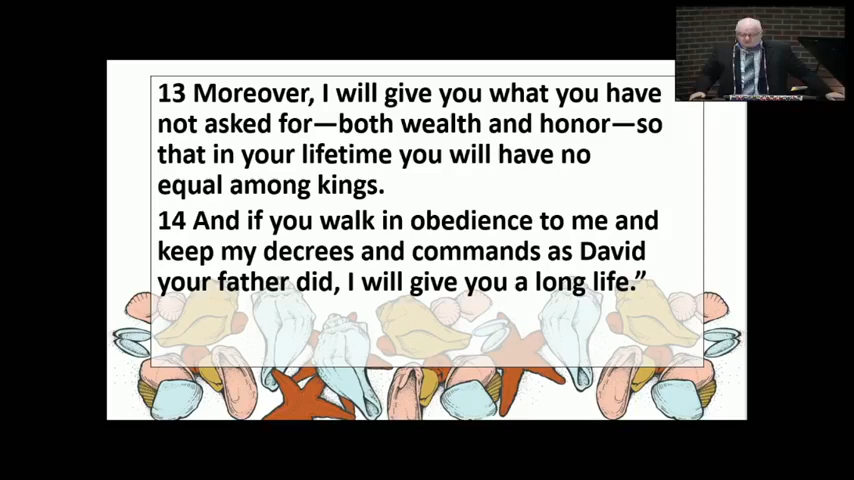 13 Moreover, I will give you what you have
not asked for—both wealth and honor—so
that in your lifetime you will have no
equal among kings.
14 And if you walk in obedience to me and
keep my decrees and commands as David
your father did, I will give you a long life.”